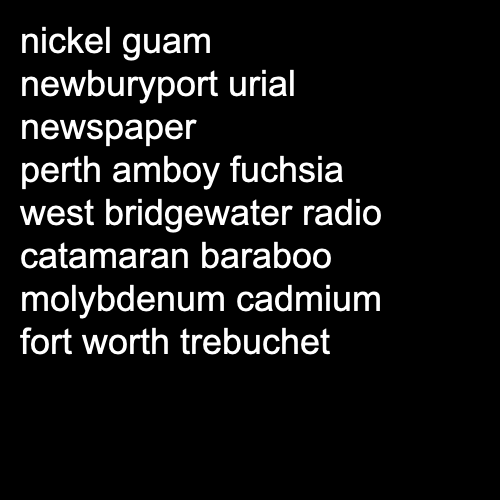 nickel guam
newburyport urial
newspaper
perth amboy fuchsia
west bridgewater radio
catamaran baraboo
molybdenum cadmium
fort worth trebuchet